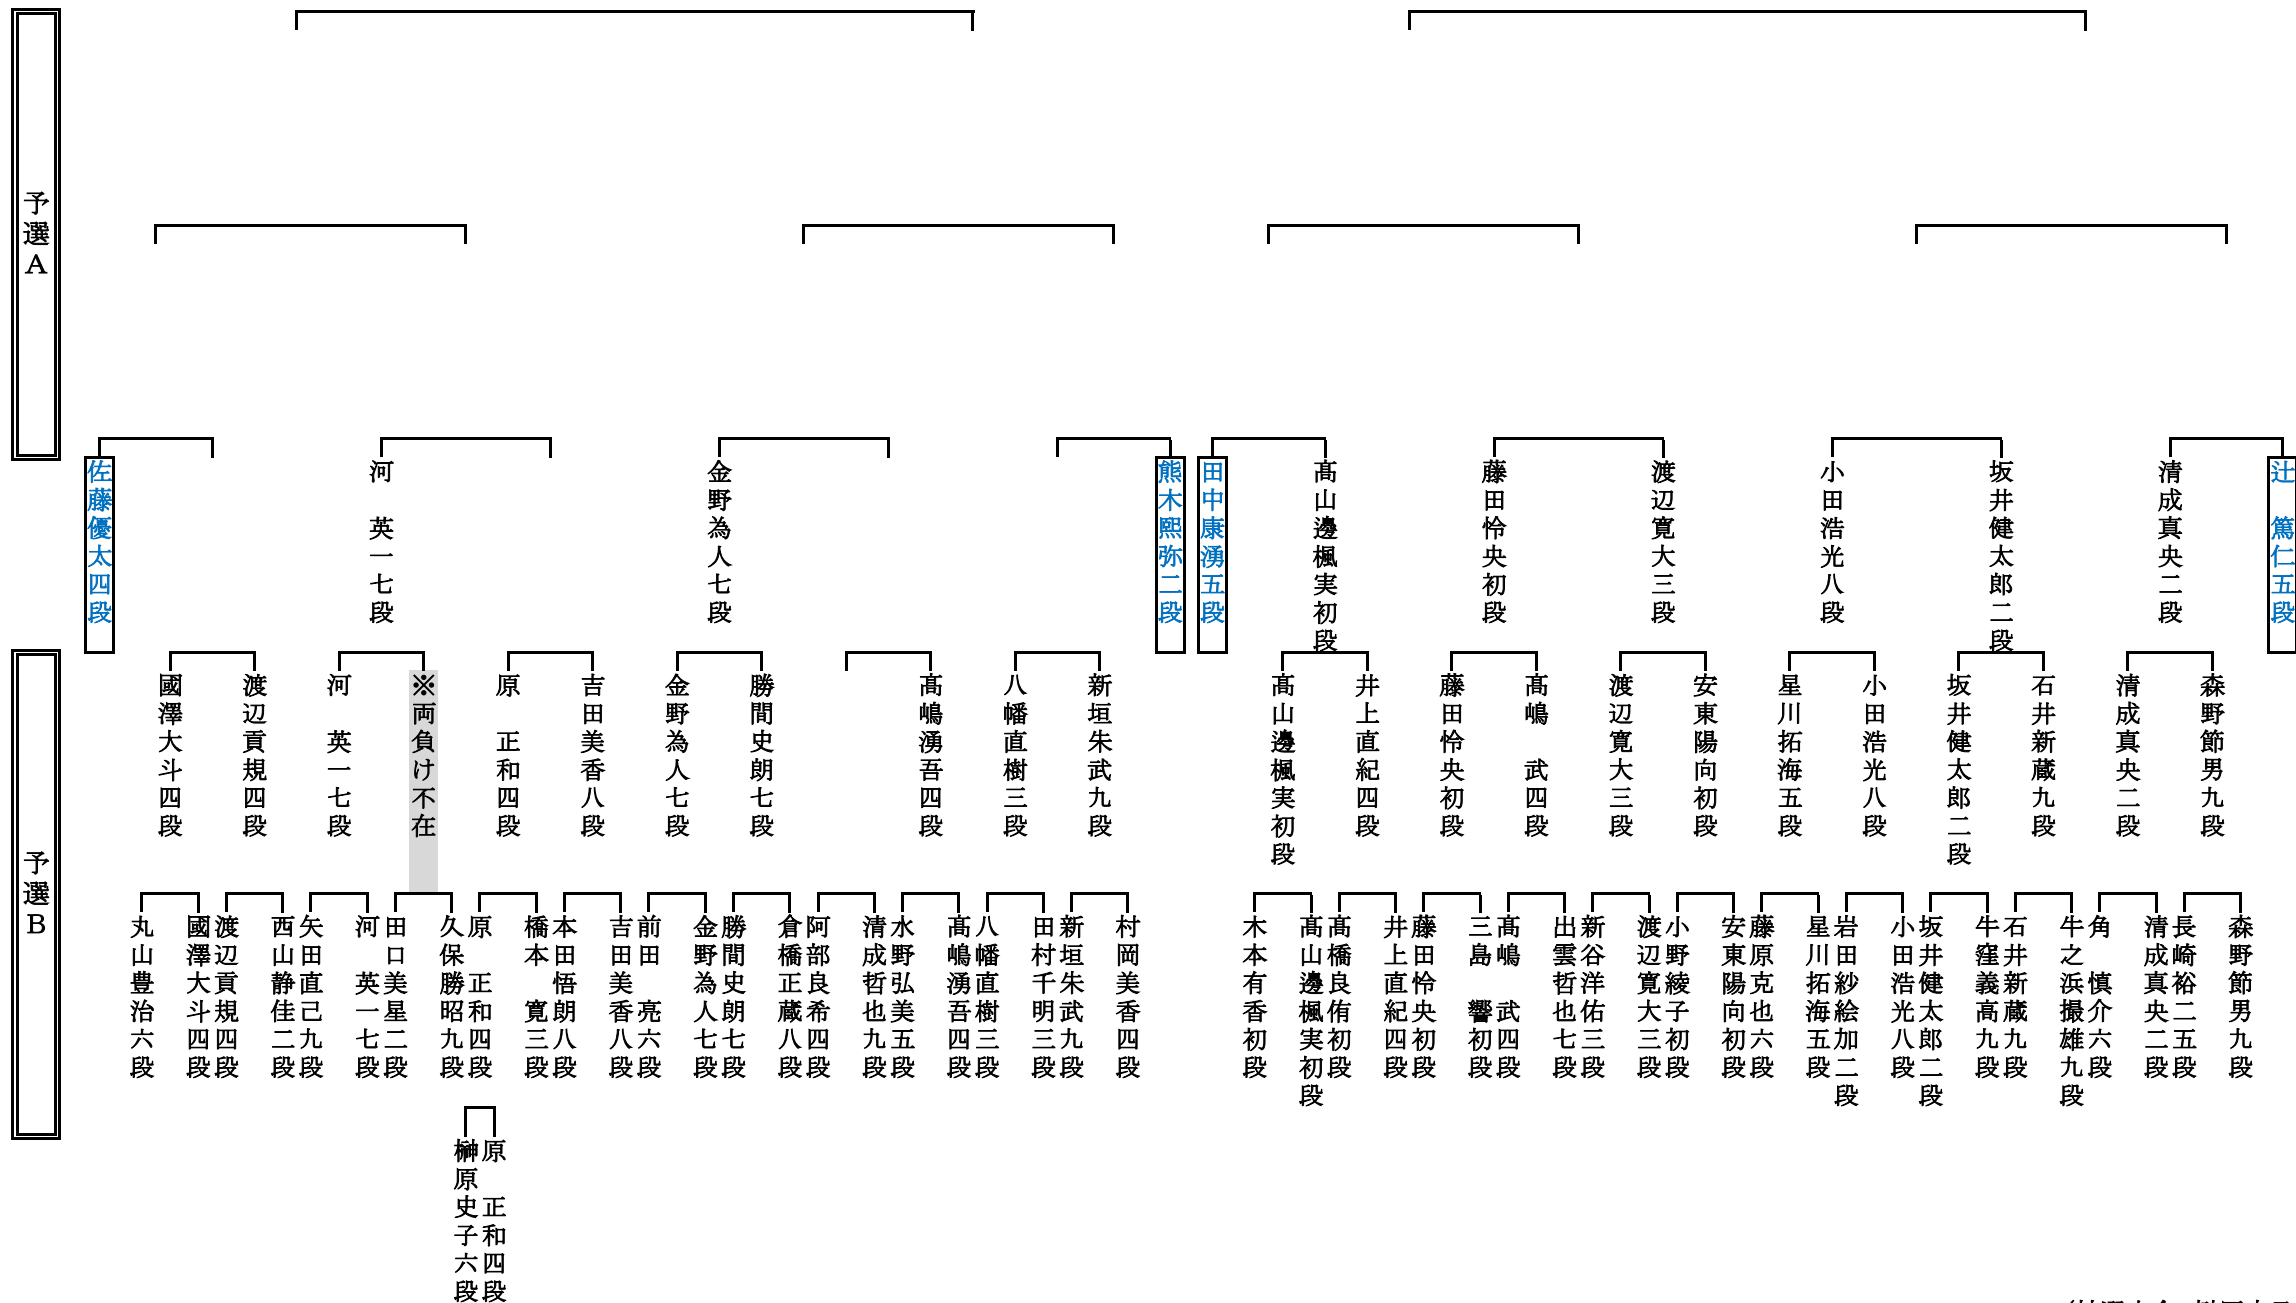 予選A
佐藤優太四段
河　英一七段
金野為人七段
熊木熙弥二段
田中康湧五段
髙山邊楓実初段
藤田怜央初段
渡辺寛大三段
小田浩光八段
坂井健太郎二段
清成真央二段
辻　篤仁五段
予選B
國澤大斗四段
渡辺貢規四段
河　英一七段
※両負け不在
原　正和四段
吉田美香八段
金野為人七段
勝間史朗七段
髙嶋湧吾四段
八幡直樹三段
新垣朱武九段
髙山邊楓実初段
井上直紀四段
藤田怜央初段
髙嶋　武四段
渡辺寛大三段
安東陽向初段
星川拓海五段
小田浩光八段
坂井健太郎二段
石井新蔵九段
清成真央二段
森野節男九段
丸山豊治六段
國澤大斗四段
渡辺貢規四段
西山静佳二段
矢田直己九段
河　英一七段
田口美星二段
久保勝昭九段
原　正和四段
橋本　寛三段
本田悟朗八段
吉田美香八段
前田　亮六段
金野為人七段
勝間史朗七段
倉橋正蔵八段
阿部良希四段
清成哲也九段
水野弘美五段
髙嶋湧吾四段
八幡直樹三段
田村千明三段
新垣朱武九段
村岡美香四段
木本有香初段
髙山邊楓実初段
髙橋良侑初段
井上直紀四段
藤田怜央初段
三島　響初段
髙嶋　武四段
出雲哲也七段
新谷洋佑三段
渡辺寛大三段
小野綾子初段
安東陽向初段
藤原克也六段
星川拓海五段
岩田紗絵加二段
小田浩光八段
坂井健太郎二段
牛窪義高九段
石井新蔵九段
牛之浜撮雄九段
角　慎介六段
清成真央二段
長崎裕二五段
森野節男九段
榊原史子六段
原　正和四段